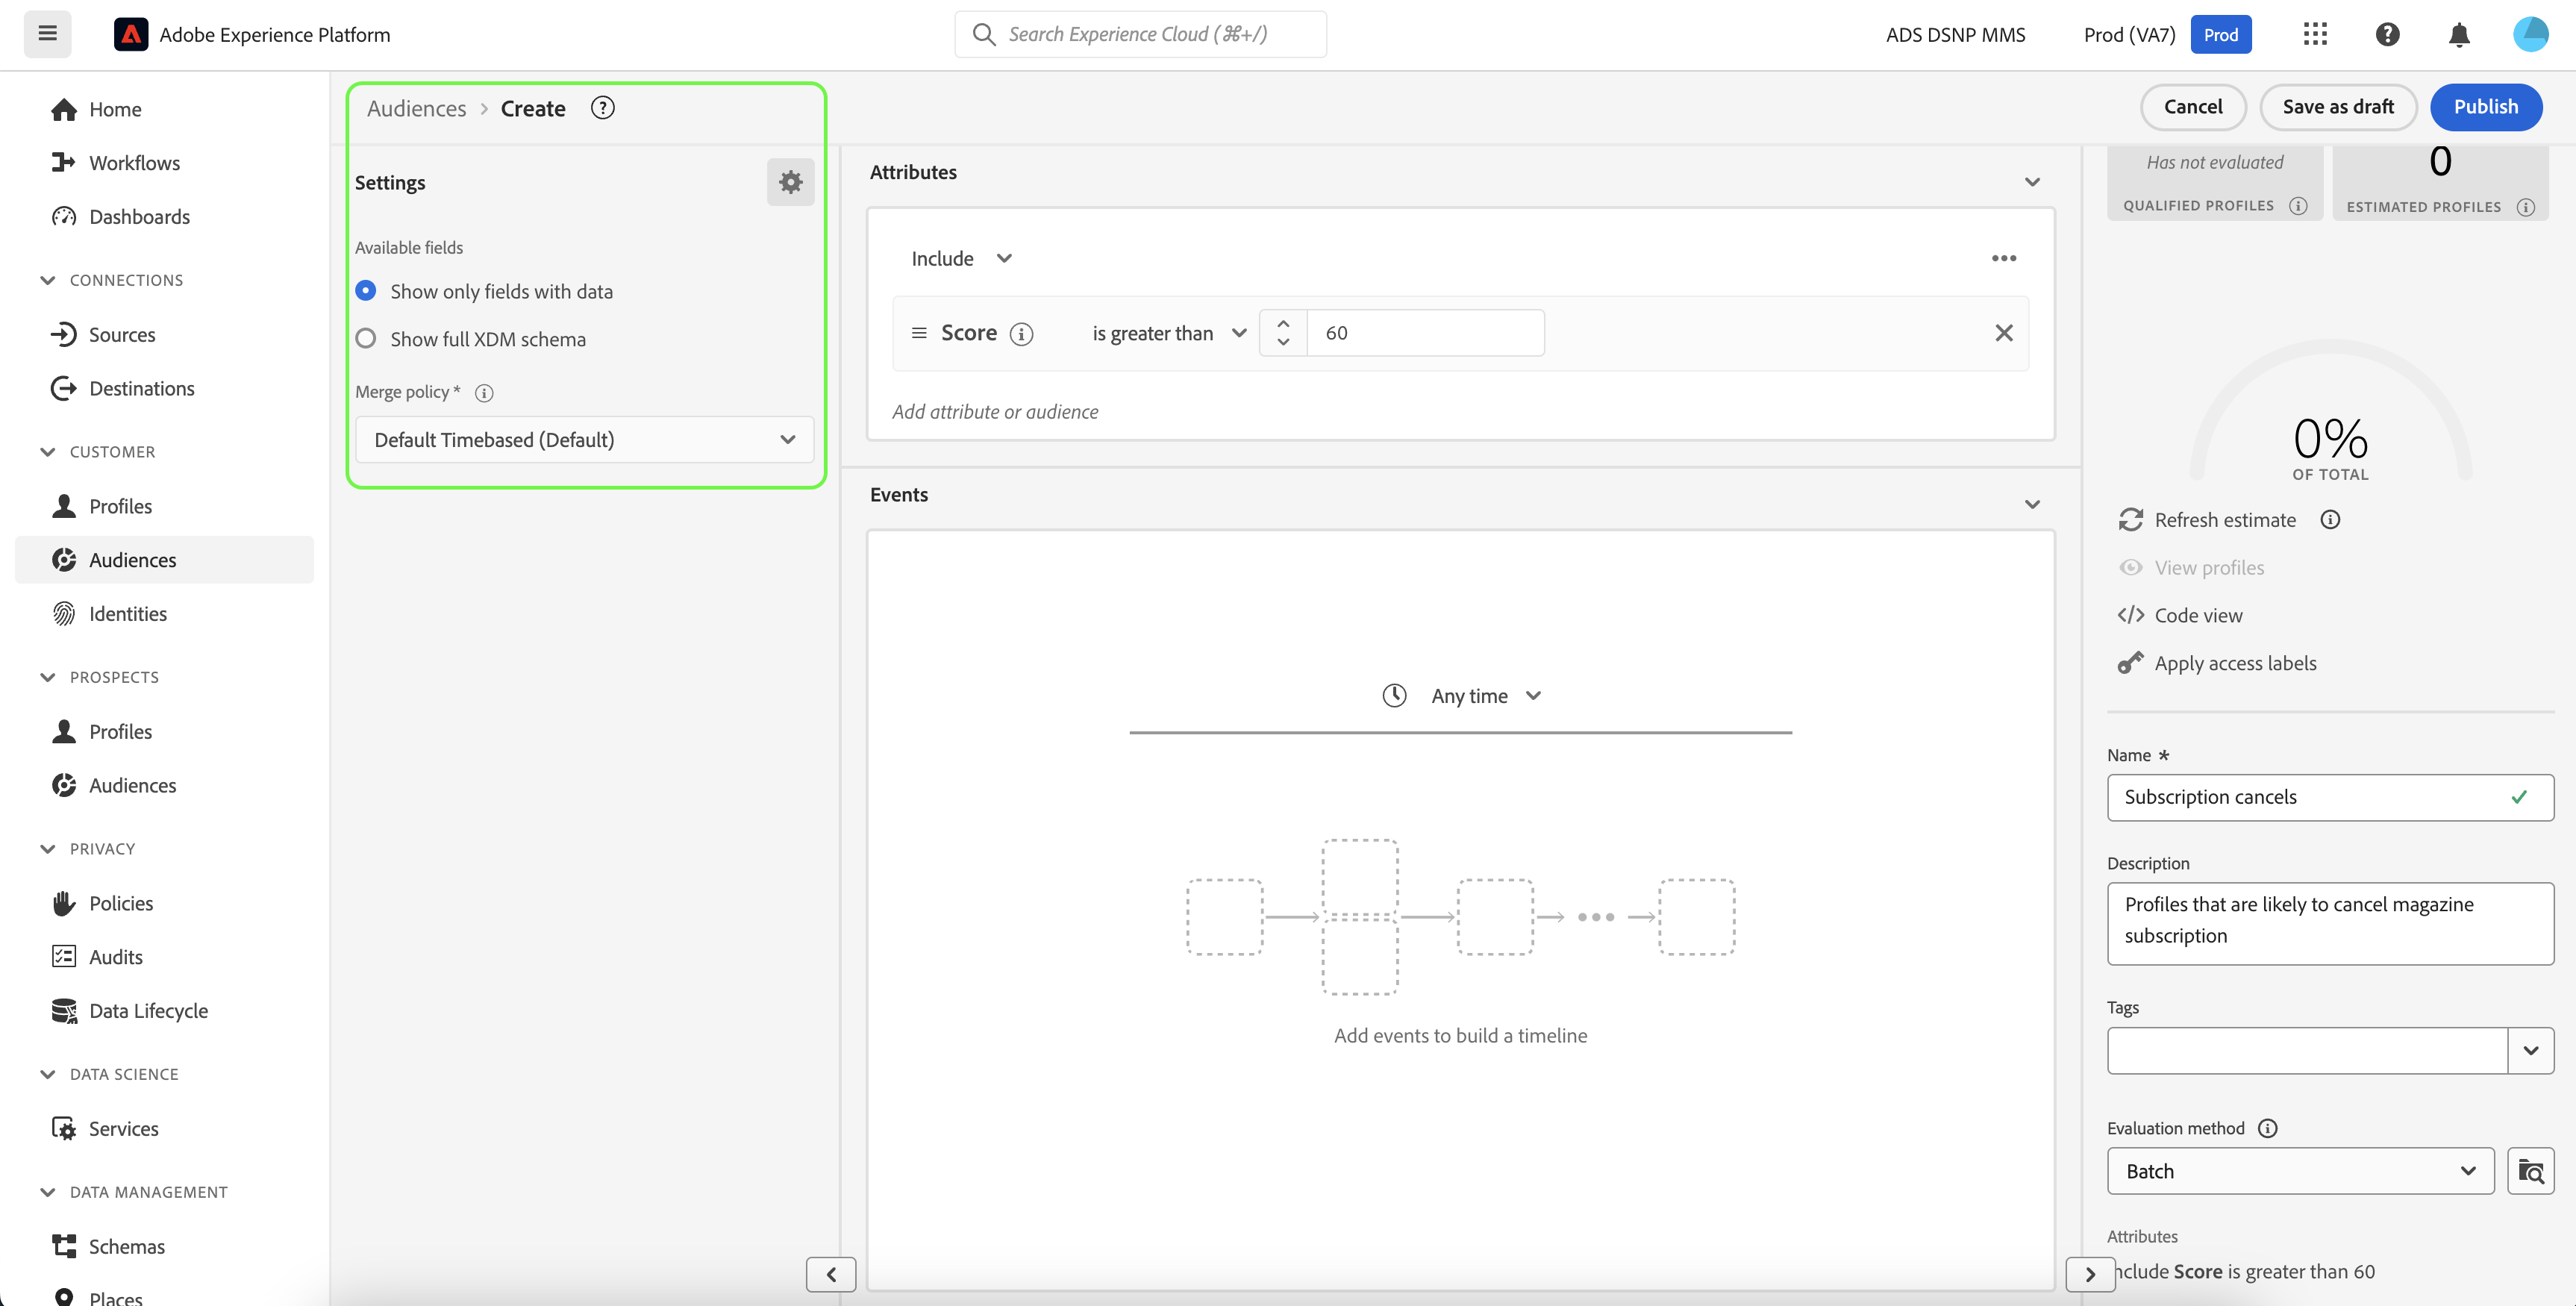 Adobe Experience Platform
Search Experience Cloud (⌘+/)
ADS DSNP MMS
Prod (VA7)
Prod
Home
Workflows
Dashboards
CONNECTIONS
Sources
Destinations
CUSTOMER
Profiles
Audiences
Identities
PROSPECTS
Profiles
Audiences
PRIVACY
Policies
Audits
Data Lifecycle
DATA SCIENCE
Services
DATA MANAGEMENT
Schemas
Places
Audiences > Create
Cancel
Save as draft
Publish
Settings
Available fields
Show only fields with data
Show full XDM schema
Merge policy *
Default Timebased (Default)
Attributes
Include
Score is greater than 60
Add attribute or audience
Events
Any time
Add events to build a timeline
Has not evaluated
QUALIFIED PROFILES
0
ESTIMATED PROFILES
0%
OF TOTAL
Refresh estimate
View profiles
Code view
Apply access labels
Name *
Subscription cancels
Description
Profiles that are likely to cancel magazine
subscription
Tags
Evaluation method
Batch
Attributes
nclude Score is greater than 60